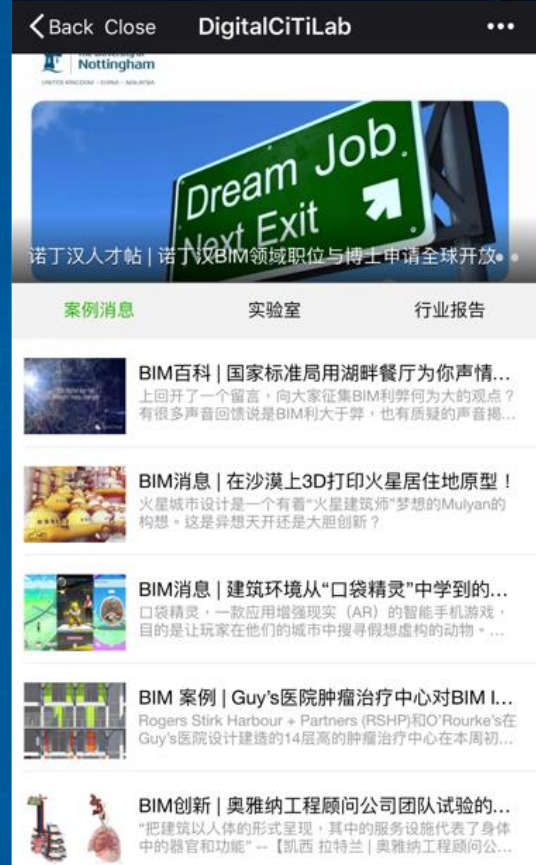 Back Close DigitalCiTiLab
The University of
Nottingham
UNITED KINGDOM · CHINA · MALAYSIA
Dream Job
Next Exit
诺丁汉人才帖 | 诺丁汉BIM领域职位与博士申请全球开放
案例消息 实验室 行业报告
BIM百科 | 国家标准局用湖畔餐厅为你声情...
上回开了一个留言，向大家征集BIM利弊何为大的观点？
有很多声音回馈说是BIM利大于弊，也有质疑的声音揭...
BIM消息 | 在沙漠上3D打印火星居住地原型！
火星城市设计是一个有着“火星建筑师”梦想的Mulyan的
构想。这是异想天开还是大胆创新？
BIM消息 | 建筑环境从“口袋精灵”中学到的...
口袋精灵，一款应用增强现实（AR）的智能手机游戏，
目的是让玩家在他们的城市中搜寻假想虚构的动物。...
BIM 案例 | Guy’s医院肿瘤治疗中心对BIM I...
Rogers Stirk Harbour + Partners (RSHP)和O'Rourke's在
Guy's医院设计建造的14层高的肿瘤治疗中心在本周初...
BIM创新 | 奥雅纳工程顾问公司团队试验的...
“把建筑以人体的形式呈现，其中的服务设施代表了身体
中的器官和功能” --【凯西 拉特兰 | 奥雅纳工程顾问公...